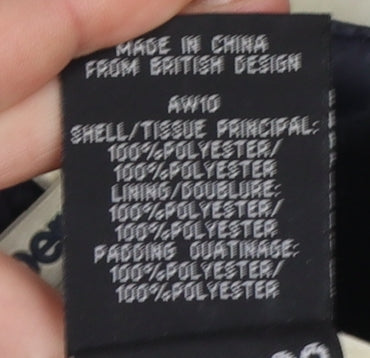 MADE IN CHINA
FROM BRITISH DESIGN
AW10
SHELL/TISSUE PRINCIPAL:
100%POLYESTER/
100%POLYESTER
LINING/DOUBLURE:
100%POLYESTER/
100%POLYESTER
PADDING OUATINAGE:
100%POLYESTER/
100%POLYESTER